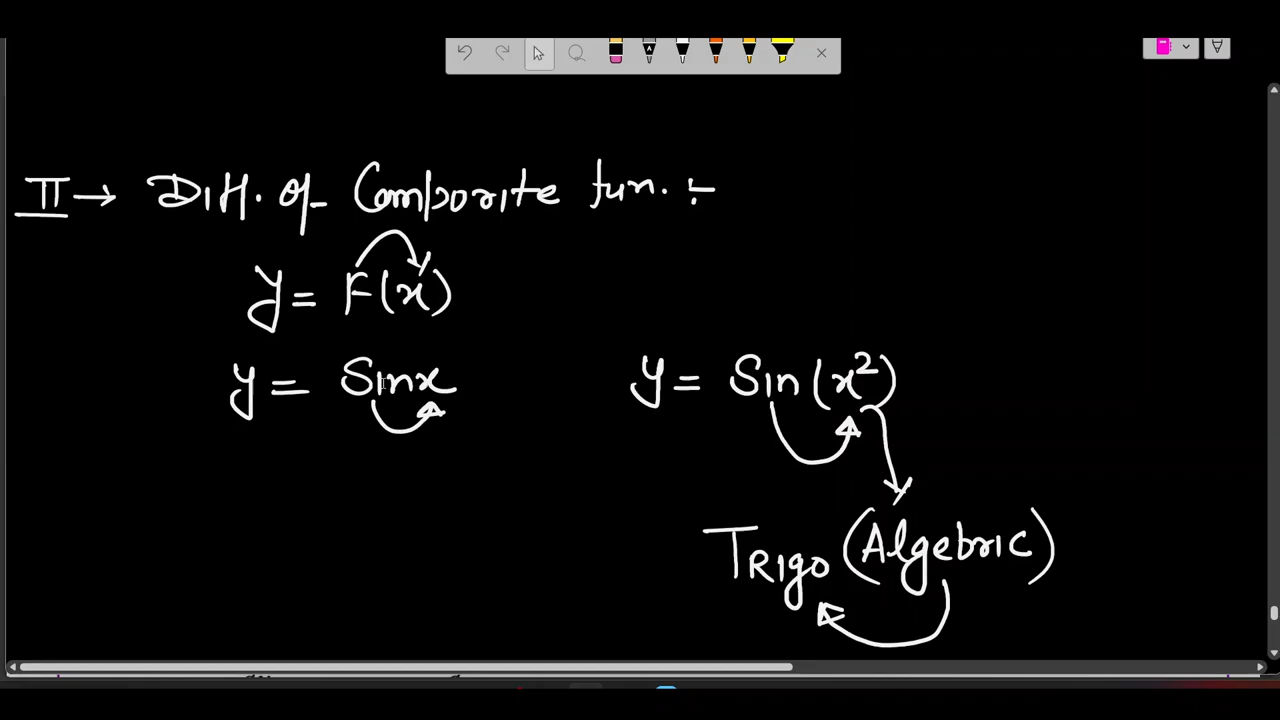 II → Diff. of Composite fun. :-
y = F(x)
y = Sinx
y = Sin(x²)
TRigo (Algebric)